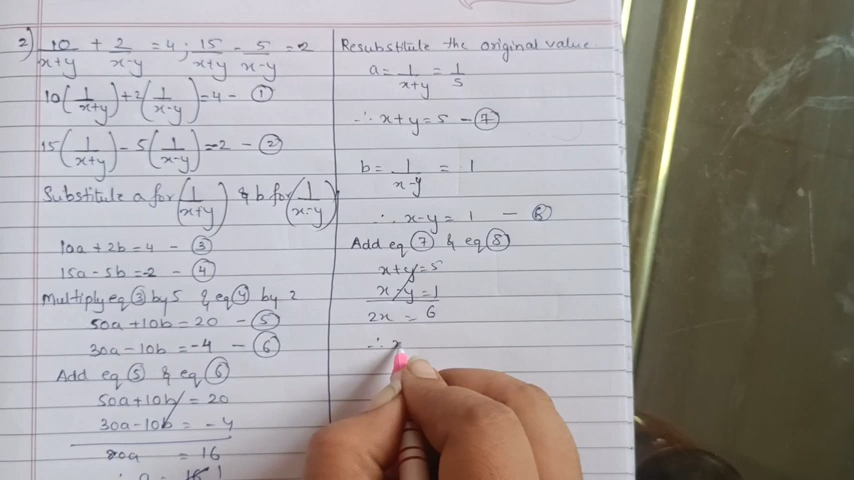 2) 10/(x+y) + 2/(x-y) = 4 ; 15/(x+y) - 5/(x-y) = -2
10(1/(x+y)) + 2(1/(x-y)) = 4 - ①
15(1/(x+y)) - 5(1/(x-y)) = -2 - ②
Substitute a for (1/(x+y)) & b for (1/(x-y))
10a + 2b = 4 - ③
15a - 5b = -2 - ④
Multiply eq ③ by 5 & eq ④ by 2
50a + 10b = 20 - ⑤
30a - 10b = -4 - ⑥
Add eq ⑤ & eq ⑥
50a + 10b = 20
30a - 10b = -4
80a = 16
Resubstitute the original value.
a = 1/(x+y) = 1/5
∴ x+y = 5 - ⑦
b = 1/(x-y) = 1
∴ x-y = 1 - ⑧
Add eq ⑦ & eq ⑧
x+y = 5
x-y = 1
2x = 6
∴ x